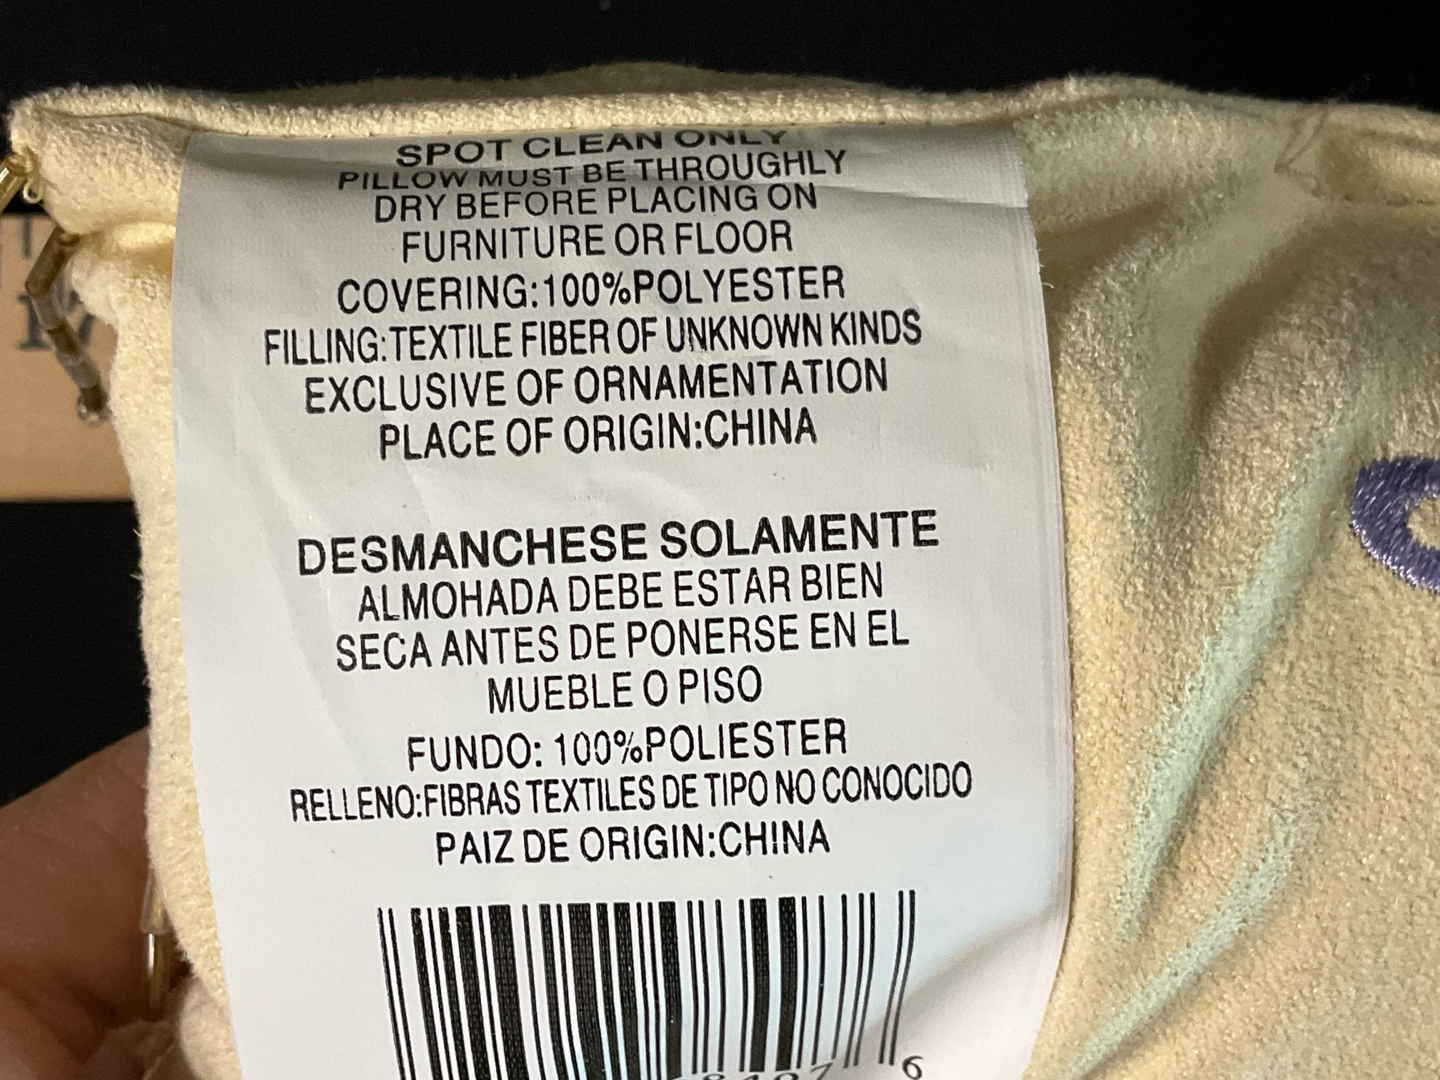 SPOT CLEAN ONLY
PILLOW MUST BE THROUGHLY
DRY BEFORE PLACING ON
FURNITURE OR FLOOR
COVERING:100%POLYESTER
FILLING:TEXTILE FIBER OF UNKNOWN KINDS
EXCLUSIVE OF ORNAMENTATION
PLACE OF ORIGIN:CHINA
DESMANCHESE SOLAMENTE
ALMOHADA DEBE ESTAR BIEN
SECA ANTES DE PONERSE EN EL
MUEBLE O PISO
FUNDO: 100%POLIESTER
RELLENO:FIBRAS TEXTILES DE TIPO NO CONOCIDO
PAIZ DE ORIGIN:CHINA
6